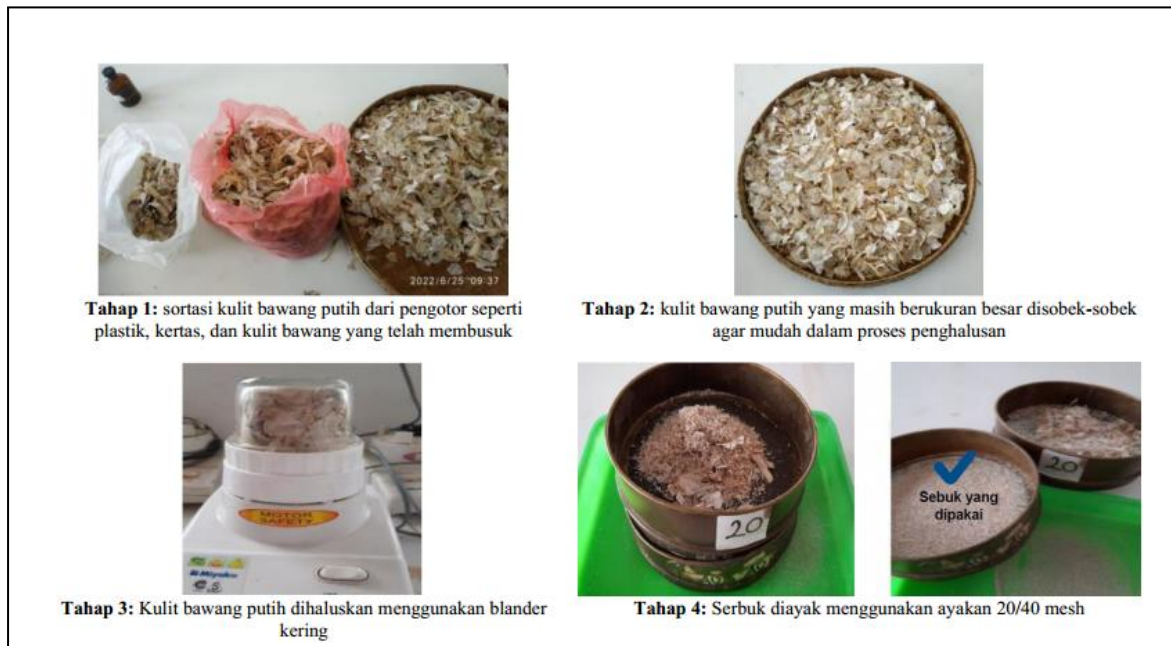 2022/6/25 09:37
Tahap 1: sortasi kulit bawang putih dari pengotor seperti
plastik, kertas, dan kulit bawang yang telah membusuk
Tahap 2: kulit bawang putih yang masih berukuran besar disobek-sobek
agar mudah dalam proses penghalusan
MOTOR
SAFETY
Miyako
Tahap 3: Kulit bawang putih dihaluskan menggunakan blander
kering
20
20
Sebuk yang
dipakai
Tahap 4: Serbuk diayak menggunakan ayakan 20/40 mesh